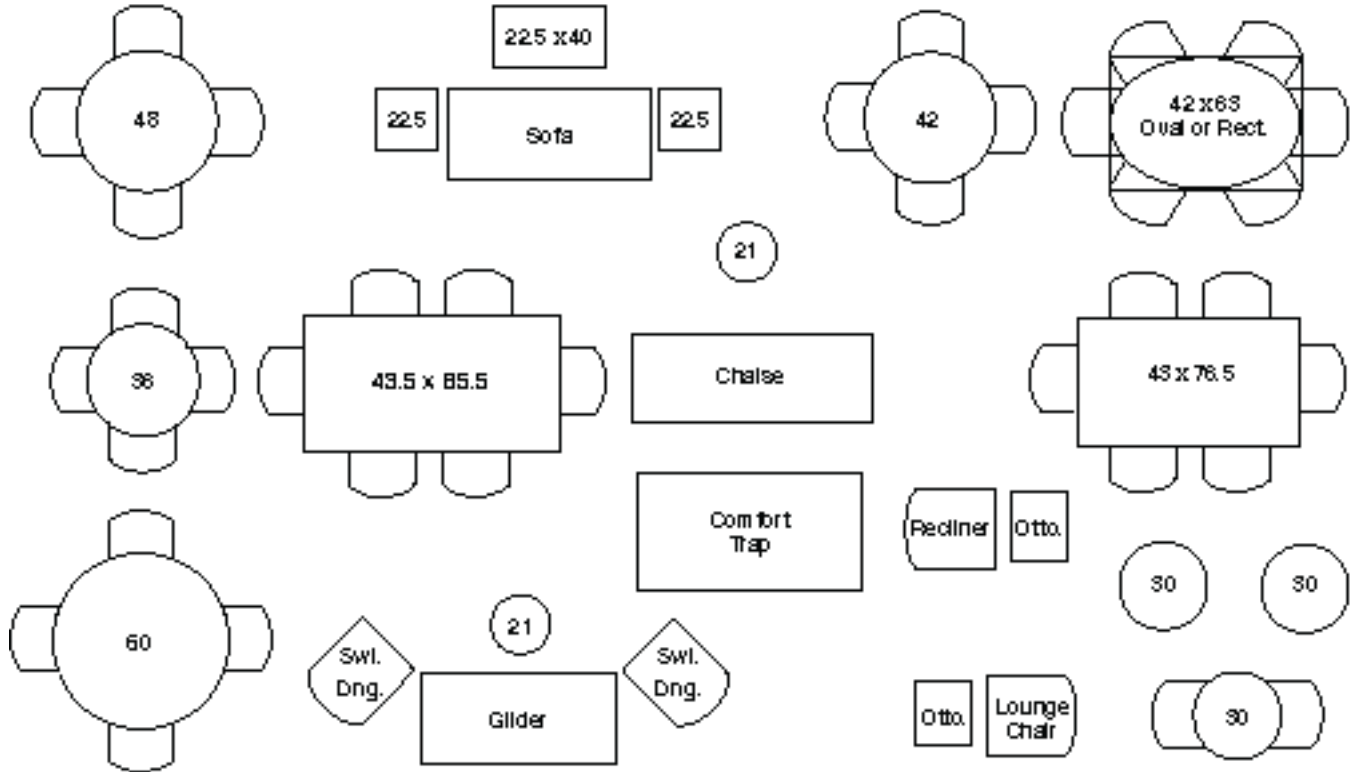 48
22.5 x 40
22.5
Sofa
22.5
42
42 x 63
Oval or Rect.
21
36
43.5 x 85.5
Chaise
43 x 76.5
Comfort
Trap
Recliner
Otto.
30
30
60
21
Swl.
Dng.
Swl.
Dng.
Glider
Otto.
Lounge
Chair
30